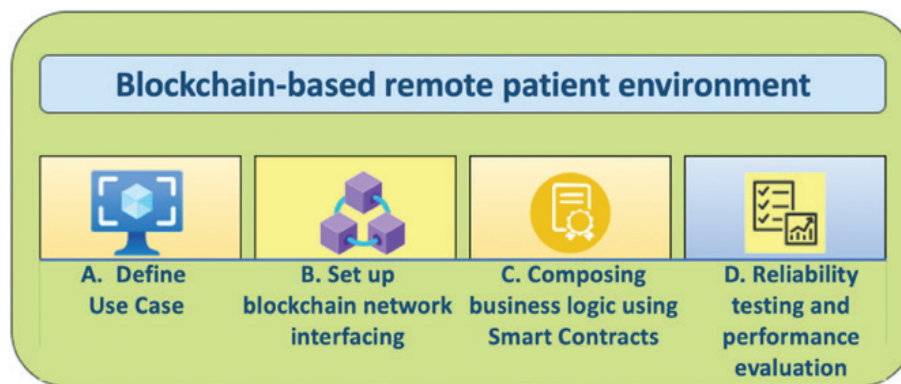 Blockchain-based remote patient environment
A. Define
Use Case
B. Set up
blockchain network
interfacing
C. Composing
business logic using
Smart Contracts
D. Reliability
testing and
performance
evaluation